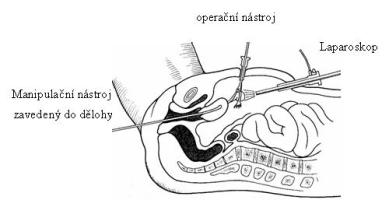 operační nástroj
Laparoskop
Manipulační nástroj
zavedený do dělohy